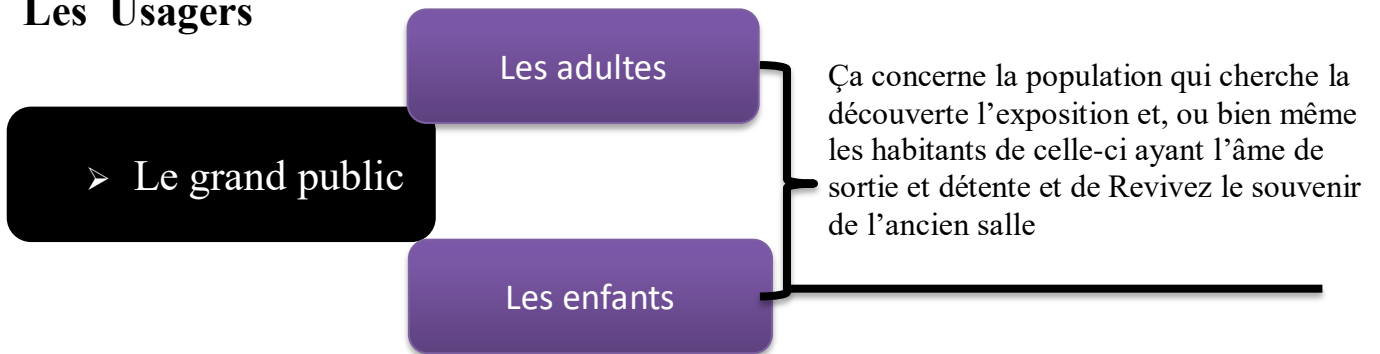 Les Usagers
Les adultes
➢ Le grand public
Ça concerne la population qui cherche la
découverte l’exposition et, ou bien même
les habitants de celle-ci ayant l’âme de
sortie et détente et de Revivez le souvenir
de l’ancien salle
Les enfants